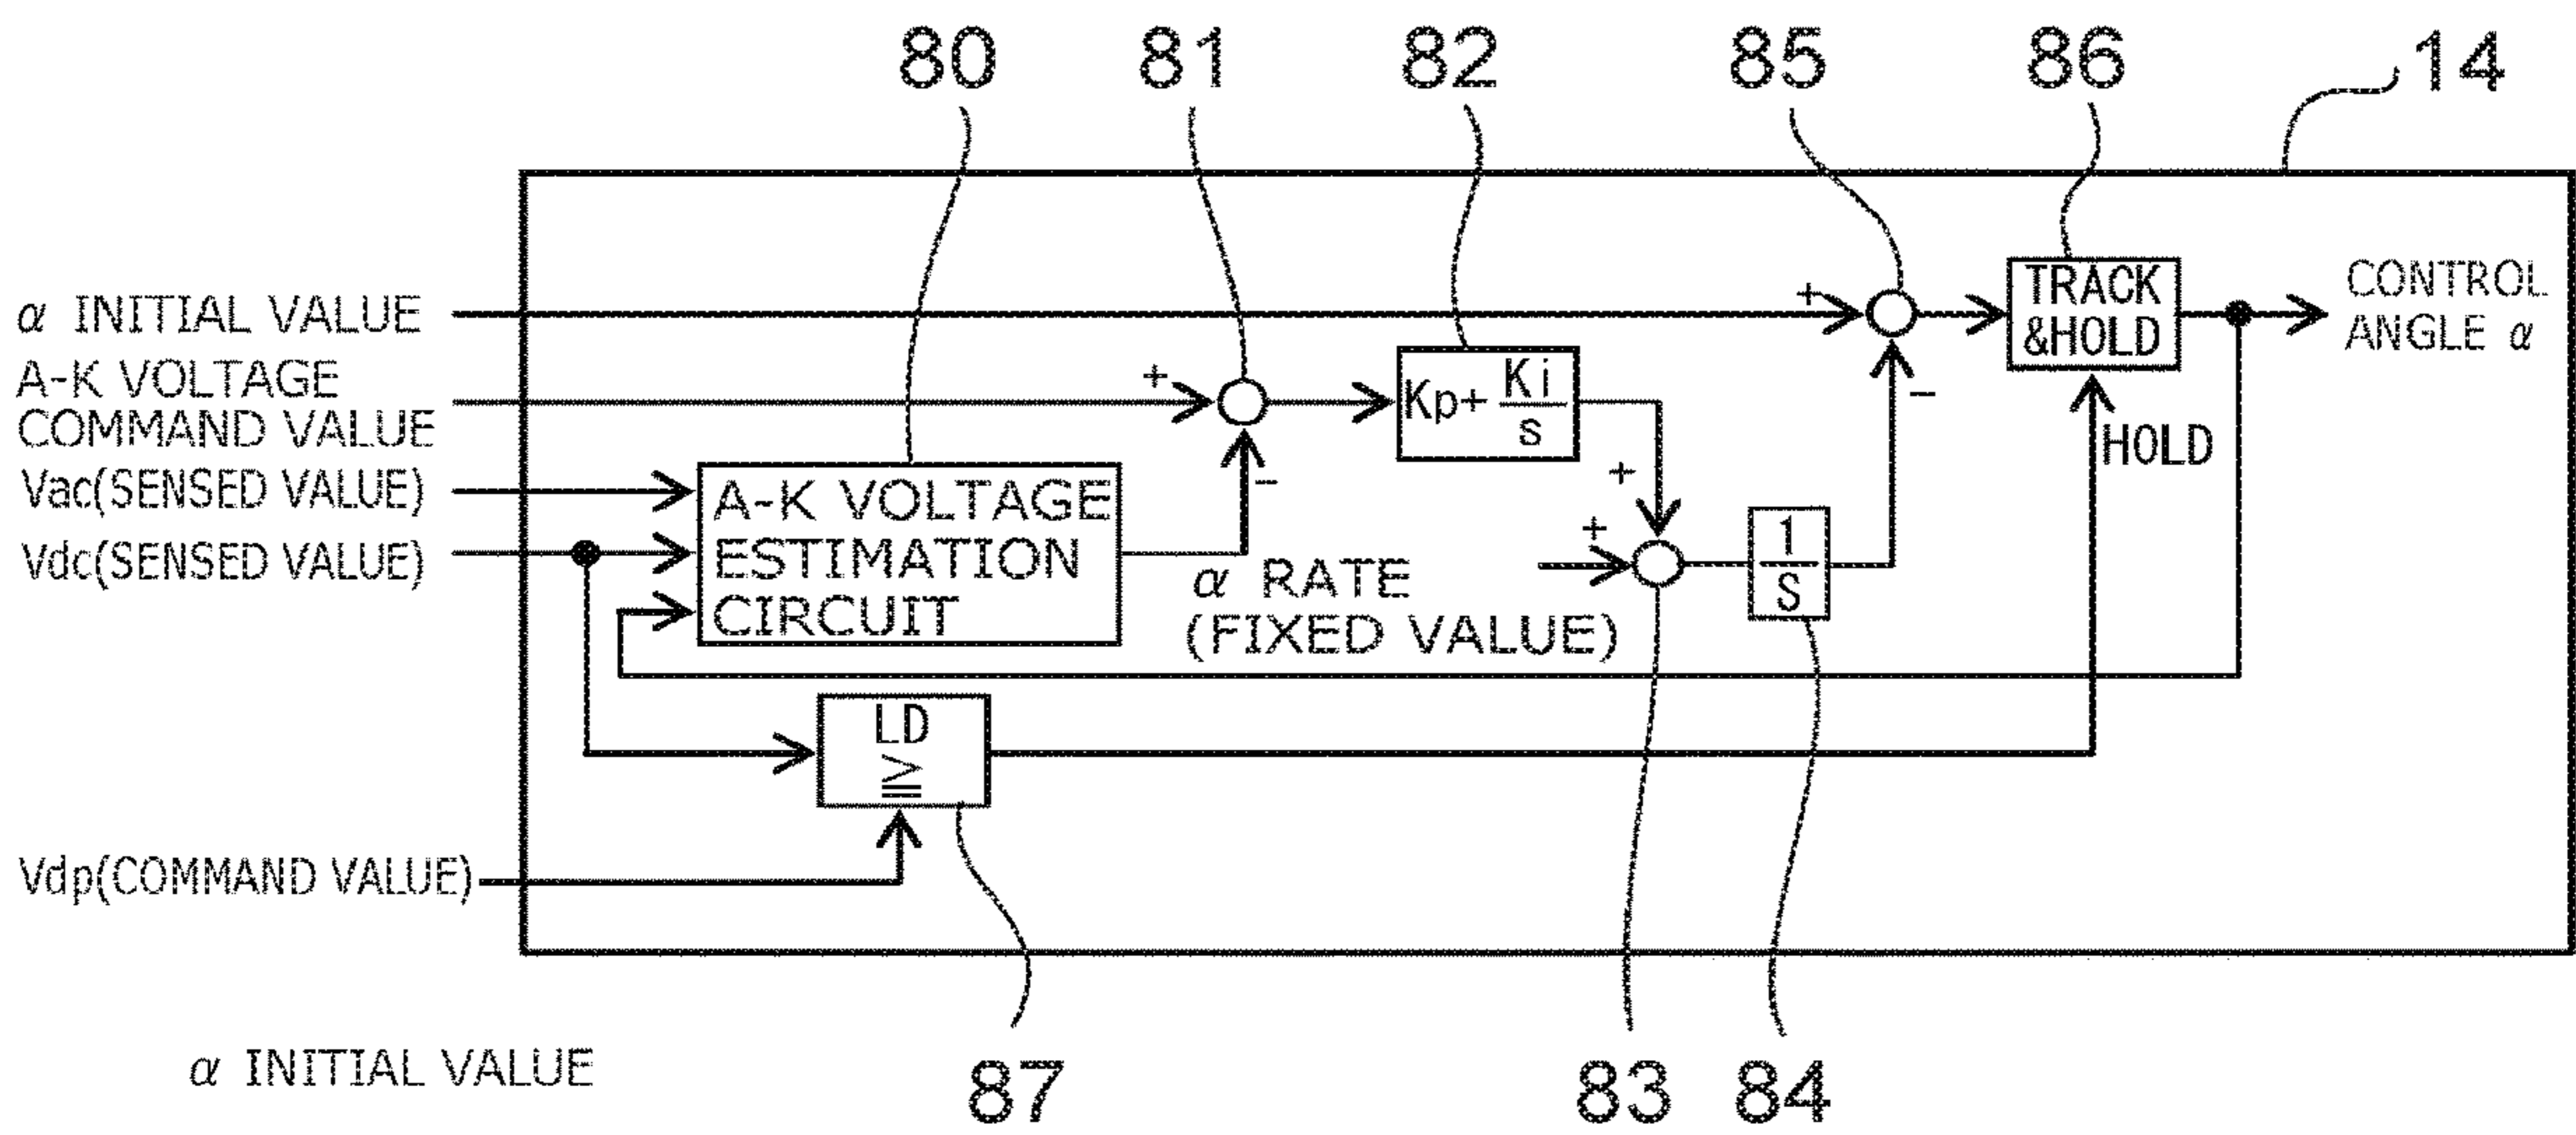 80
81
82
85
86
14
α INITIAL VALUE
A-K VOLTAGE
COMMAND VALUE
Vac(SENSED VALUE)
Vdc(SENSED VALUE)
Vdp(COMMAND VALUE)
A-K VOLTAGE
ESTIMATION
CIRCUIT
+
-
Kp+ Ki/s
α RATE
(FIXED VALUE)
+
+
1/S
+
-
TRACK
&HOLD
HOLD
CONTROL
ANGLE α
LD
≧
α INITIAL VALUE
87
83
84